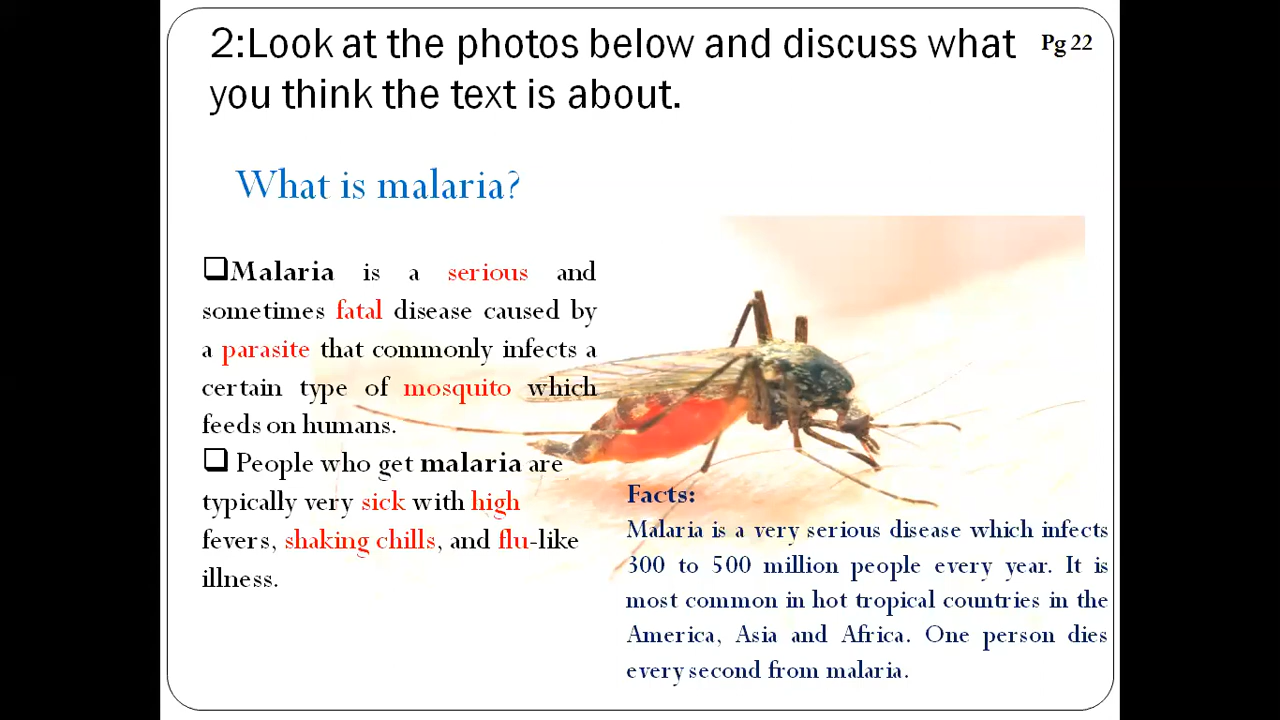 2:Look at the photos below and discuss what
you think the text is about.
Pg 22
What is malaria?
Malaria is a serious and
sometimes fatal disease caused by
a parasite that commonly infects a
certain type of mosquito which
feeds on humans.
People who get malaria are
typically very sick with high
fevers, shaking chills, and flu-like
illness.
Facts:
Malaria is a very serious disease which infects
300 to 500 million people every year. It is
most common in hot tropical countries in the
America, Asia and Africa. One person dies
every second from malaria.